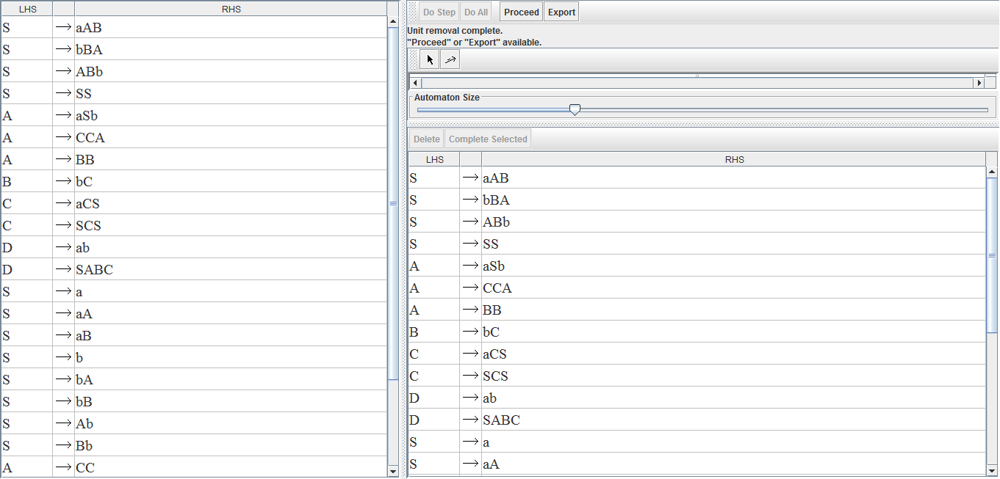 LHS RHS
S → aAB
S → bBA
S → ABb
S → SS
A → aSb
A → CCA
A → BB
B → bC
C → aCS
C → SCS
D → ab
D → SABC
S → a
S → aA
S → aB
S → b
S → bA
S → bB
S → Ab
S → Bb
A → CC
Do Step Do All Proceed Export
Unit removal complete.
"Proceed" or "Export" available.
Automaton Size
Delete Complete Selected
LHS RHS
S → aAB
S → bBA
S → ABb
S → SS
A → aSb
A → CCA
A → BB
B → bC
C → aCS
C → SCS
D → ab
D → SABC
S → a
S → aA